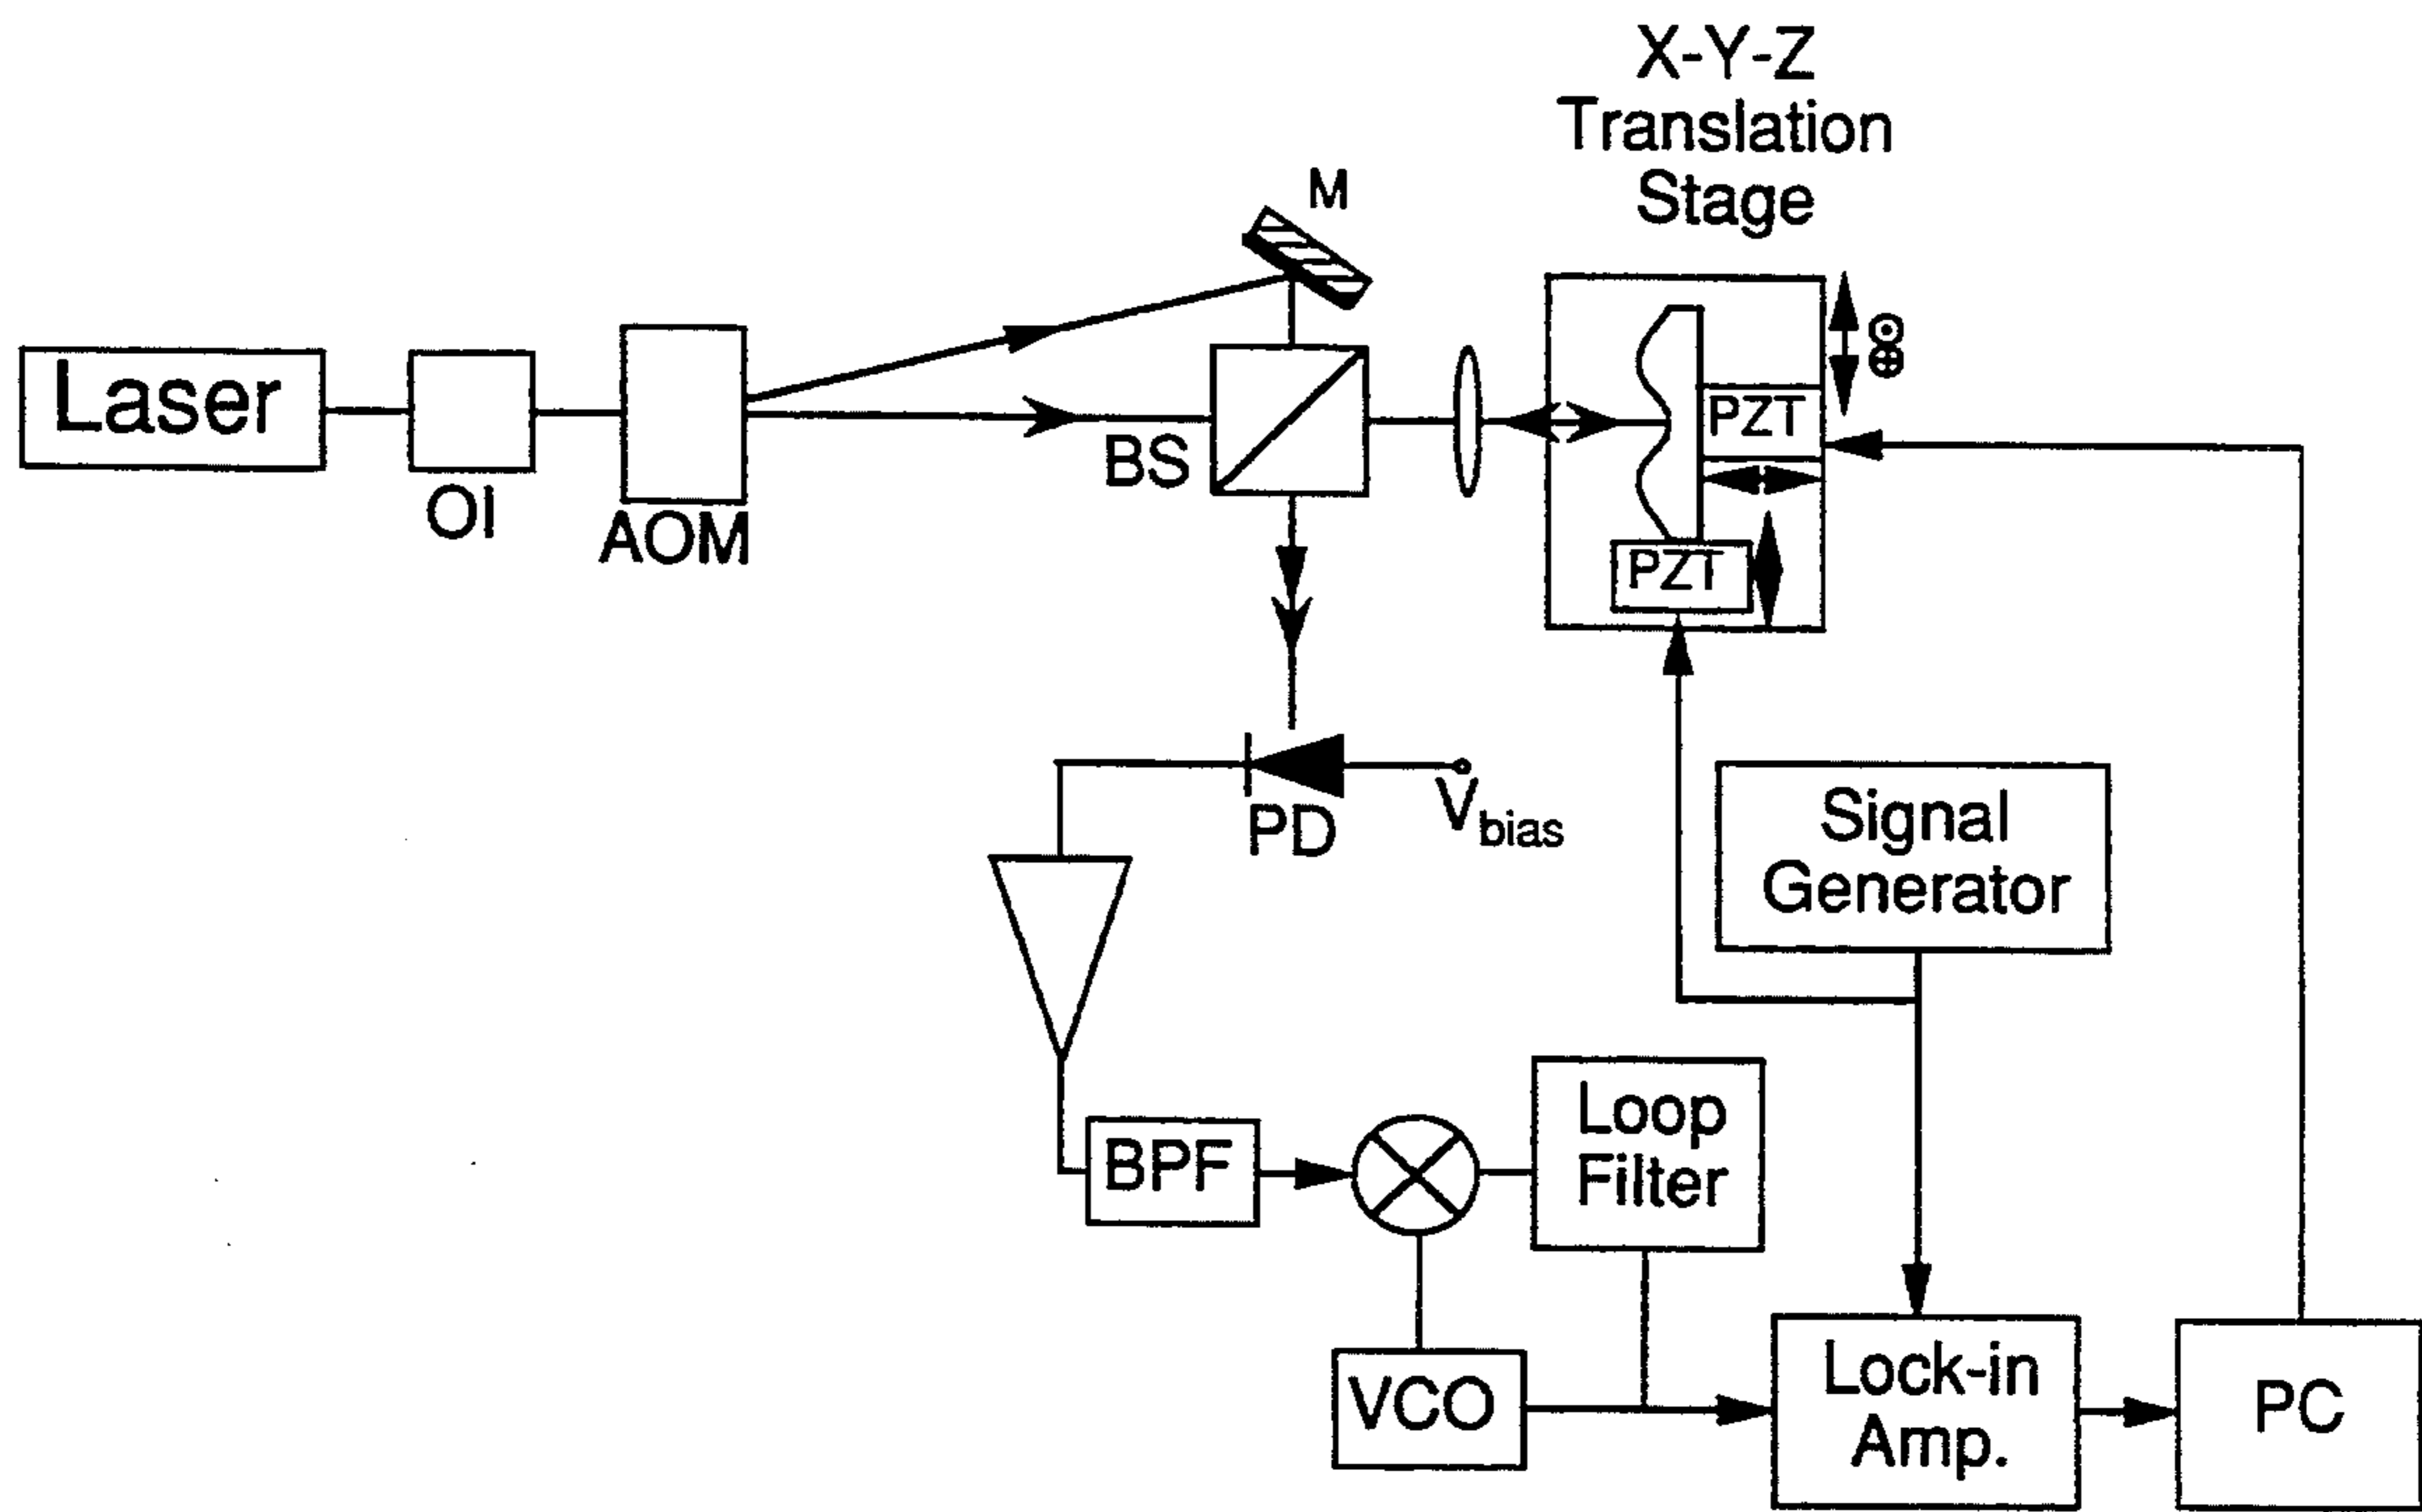 X-Y-Z
Translation
Stage
M
Laser
OI
AOM
BS
PZT
PZT
PD
Vbias
Signal
Generator
BPF
Loop
Filter
VCO
Lock-in
Amp.
PC